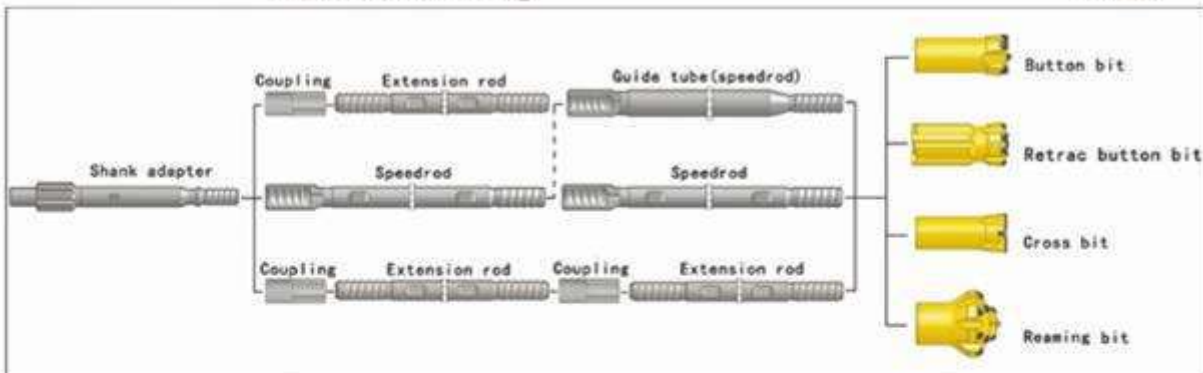 Coupling
Extension rod
Guide tube(speedrod)
Button bit
Retrac button bit
Shank adapter
Speedrod
Speedrod
Cross bit
Coupling
Extension rod
Coupling
Extension rod
Reaming bit